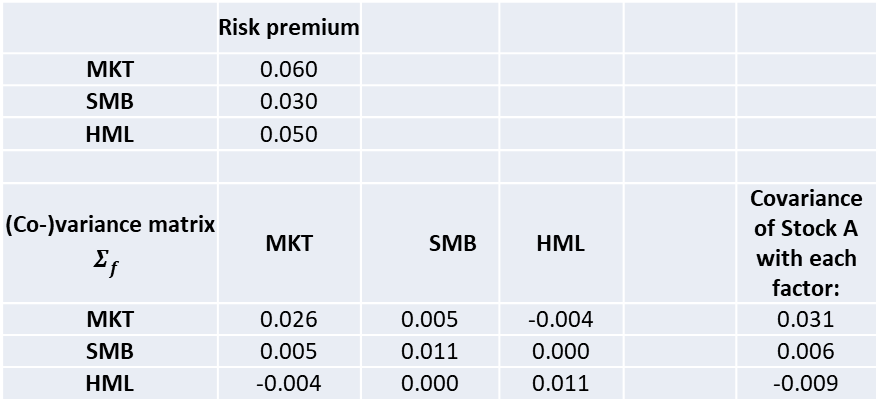 Risk premium
MKT 0.060
SMB 0.030
HML 0.050
(Co-)variance matrix
Σf
MKT SMB HML
Covariance
of Stock A
with each
factor:
MKT 0.026 0.005 -0.004 0.031
SMB 0.005 0.011 0.000 0.006
HML -0.004 0.000 0.011 -0.009